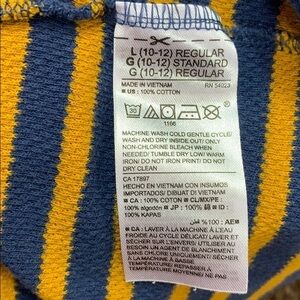 L (10-12) REGULAR
G (10-12) STANDARD
G (10-12) REGULAR
MADE IN VIETNAM RN 54023
■ US: 100% COTTON
30
1166
MACHINE WASH COLD GENTLE CYCLE/
WASH AND DRY INSIDE OUT/ ONLY
NON-CHLORINE BLEACH WHEN
NEEDED/ TUMBLE DRY LOW/ WARM
IRON/ DO NOT IRON PRINT/ DO NOT
DRY CLEAN
CA 17897
HECHO EN VIETNAM CON INSUMOS
IMPORTADOS/ DIBUAT DI VIETNAM
■ CA : 100% COTON ■ CL/MX/PE :
100% algodón ■ JP : 100% 綿 ■ ID :
100% KAPAS
100% :AE■
■ CA : LAVER À LA MACHINE À L'EAU
FROIDE AU CYCLE DÉLICAT/ LAVER ET
SÉCHER SUR L'ENVERS/ UTILISER UN
AGENT DE BLANCHIMENT AU BESOIN
SANS CHLORE UNIQUEMENT/ SÉCHER
PAR CULBUTAGE À BASSE
TEMPÉRATURE/ REPASSER À
TEMPÉRATURE MOYENNE/ NE PAS